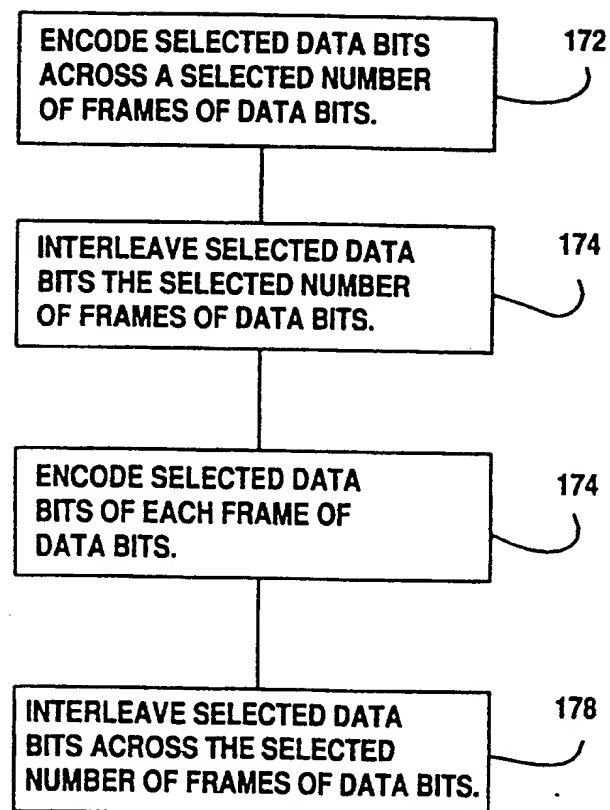 ENCODE SELECTED DATA BITS
ACROSS A SELECTED NUMBER
OF FRAMES OF DATA BITS.
172
INTERLEAVE SELECTED DATA
BITS THE SELECTED NUMBER
OF FRAMES OF DATA BITS.
174
ENCODE SELECTED DATA
BITS OF EACH FRAME OF
DATA BITS.
174
INTERLEAVE SELECTED DATA
BITS ACROSS THE SELECTED
NUMBER OF FRAMES OF DATA BITS.
178